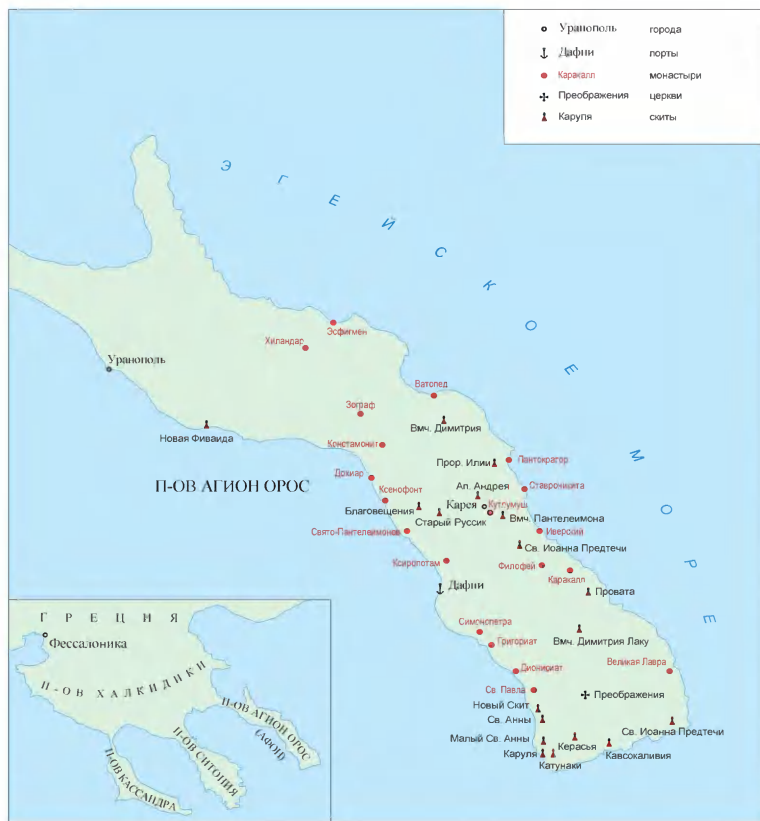 Уранополь города
Дафни порты
Каракалл монастыри
Преображения церкви
Каруля скиты
ЭГЕЙСКОЕ МОРЕ
Эсфигмен
Хиландар
Уранополь
Ватопед
Зограф
Вмч. Димитрия
Новая Фиваида
Констамонит
Пантократор
Прор. Илии
Дохиар
П-ОВ АГИОН ОРОС
Ап. Андрея
Ставроникита
Ксенофонт
Карея
Кутлумуш
Благовещения
Старый Руссик
Вмч. Пантелеимона
Свято-Пантелеимонов
Иверский
Св. Иоанна Предтечи
Ксиропотам
Филофей
Каракалл
Дафни
Провата
Симонопетра
Григориат
Вмч. Димитрия Лаку
Дионисиат
Великая Лавра
Св. Павла
Преображения
Новый Скит
Св. Анны
Св. Иоанна Предтечи
Малый Св. Анны
Керасья
Каруля
Катунаки
Кавсокаливия
ГРЕЦИЯ
Фессалоника
П-ОВ ХАЛКИДИКИ
П-ОВ АГИОН ОРОС
(АФОН)
П-ОВ СИТОНИЯ
П-ОВ КАССАНДРА